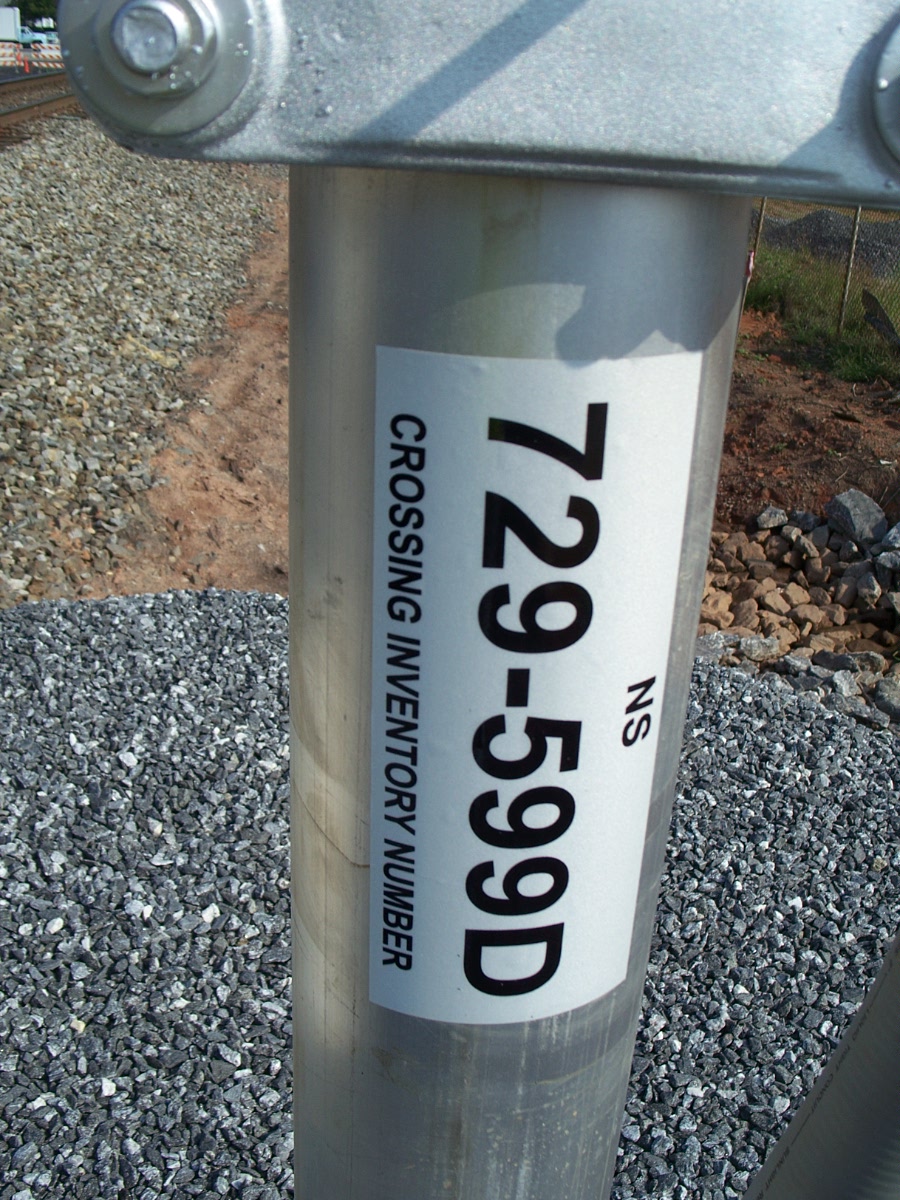 NS
729-599D
CROSSING INVENTORY NUMBER